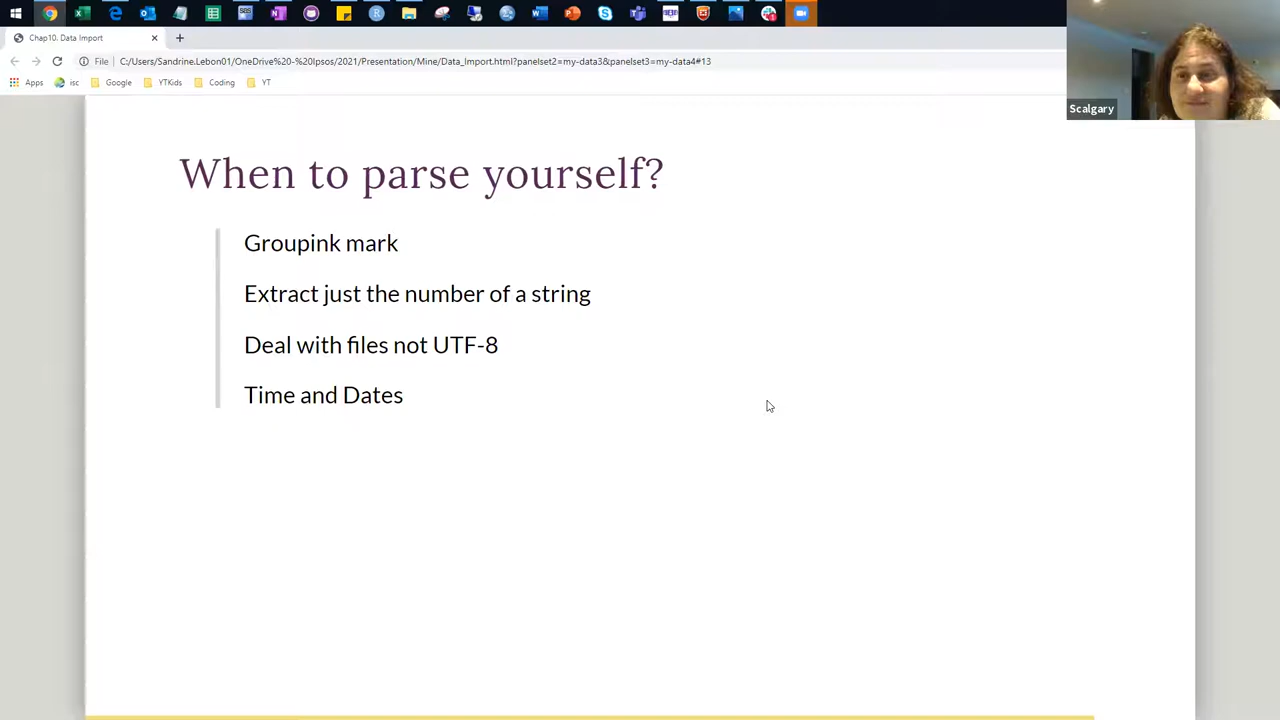 Chap10. Data Import
File C:/Users/Sandrine.Lebon01/OneDrive%20-%20Ipsos/2021/Presentation/Mine/Data_Import.html?panelset2=my-data3&panelset3=my-data4#13
Apps isc Google YTKids Coding YT
Scalgary
When to parse yourself?
Groupink mark
Extract just the number of a string
Deal with files not UTF-8
Time and Dates